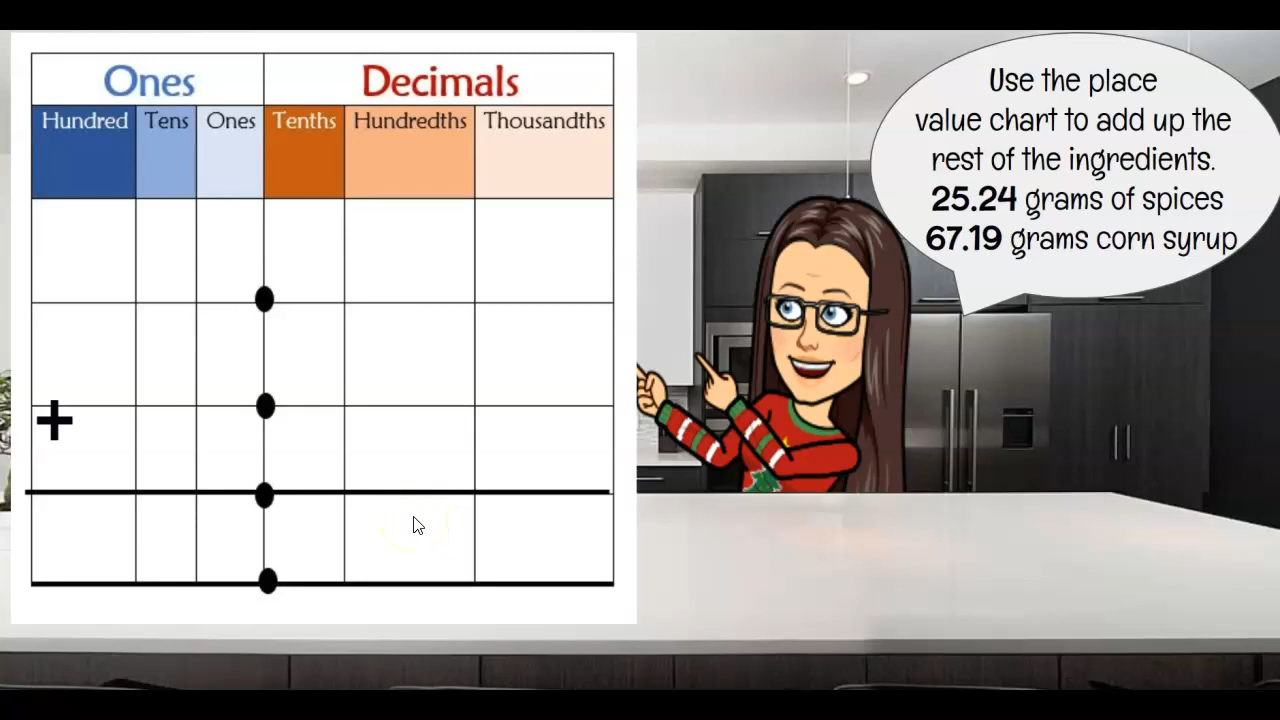 Ones Decimals
Hundred Tens Ones Tenths Hundredths Thousandths
+
Use the place
value chart to add up the
rest of the ingredients.
25.24 grams of spices
67.19 grams corn syrup